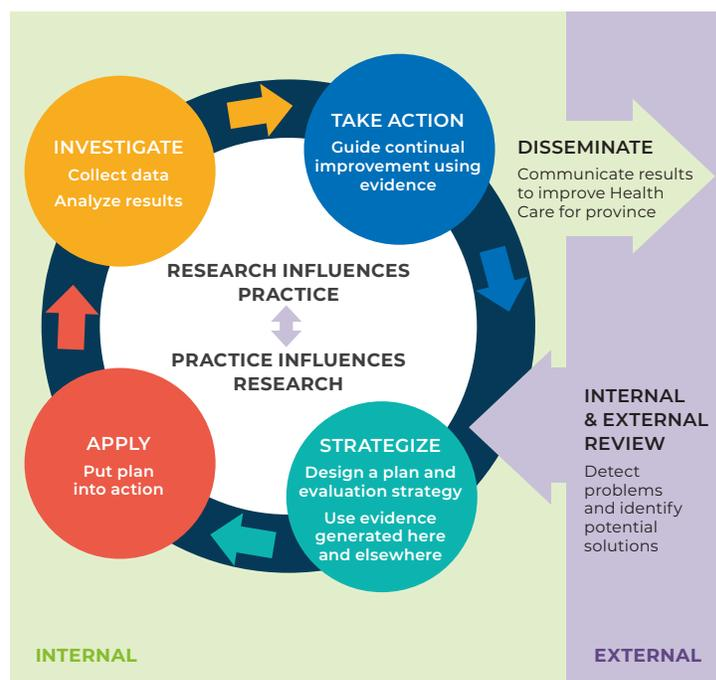 INVESTIGATE
Collect data
Analyze results
TAKE ACTION
Guide continual
improvement using
evidence
DISSEMINATE
Communicate results
to improve Health
Care for province
RESEARCH INFLUENCES
PRACTICE
PRACTICE INFLUENCES
RESEARCH
INTERNAL
& EXTERNAL
REVIEW
Detect
problems
and identify
potential
solutions
APPLY
Put plan
into action
STRATEGIZE
Design a plan and
evaluation strategy
Use evidence
generated here
and elsewhere
INTERNAL
EXTERNAL